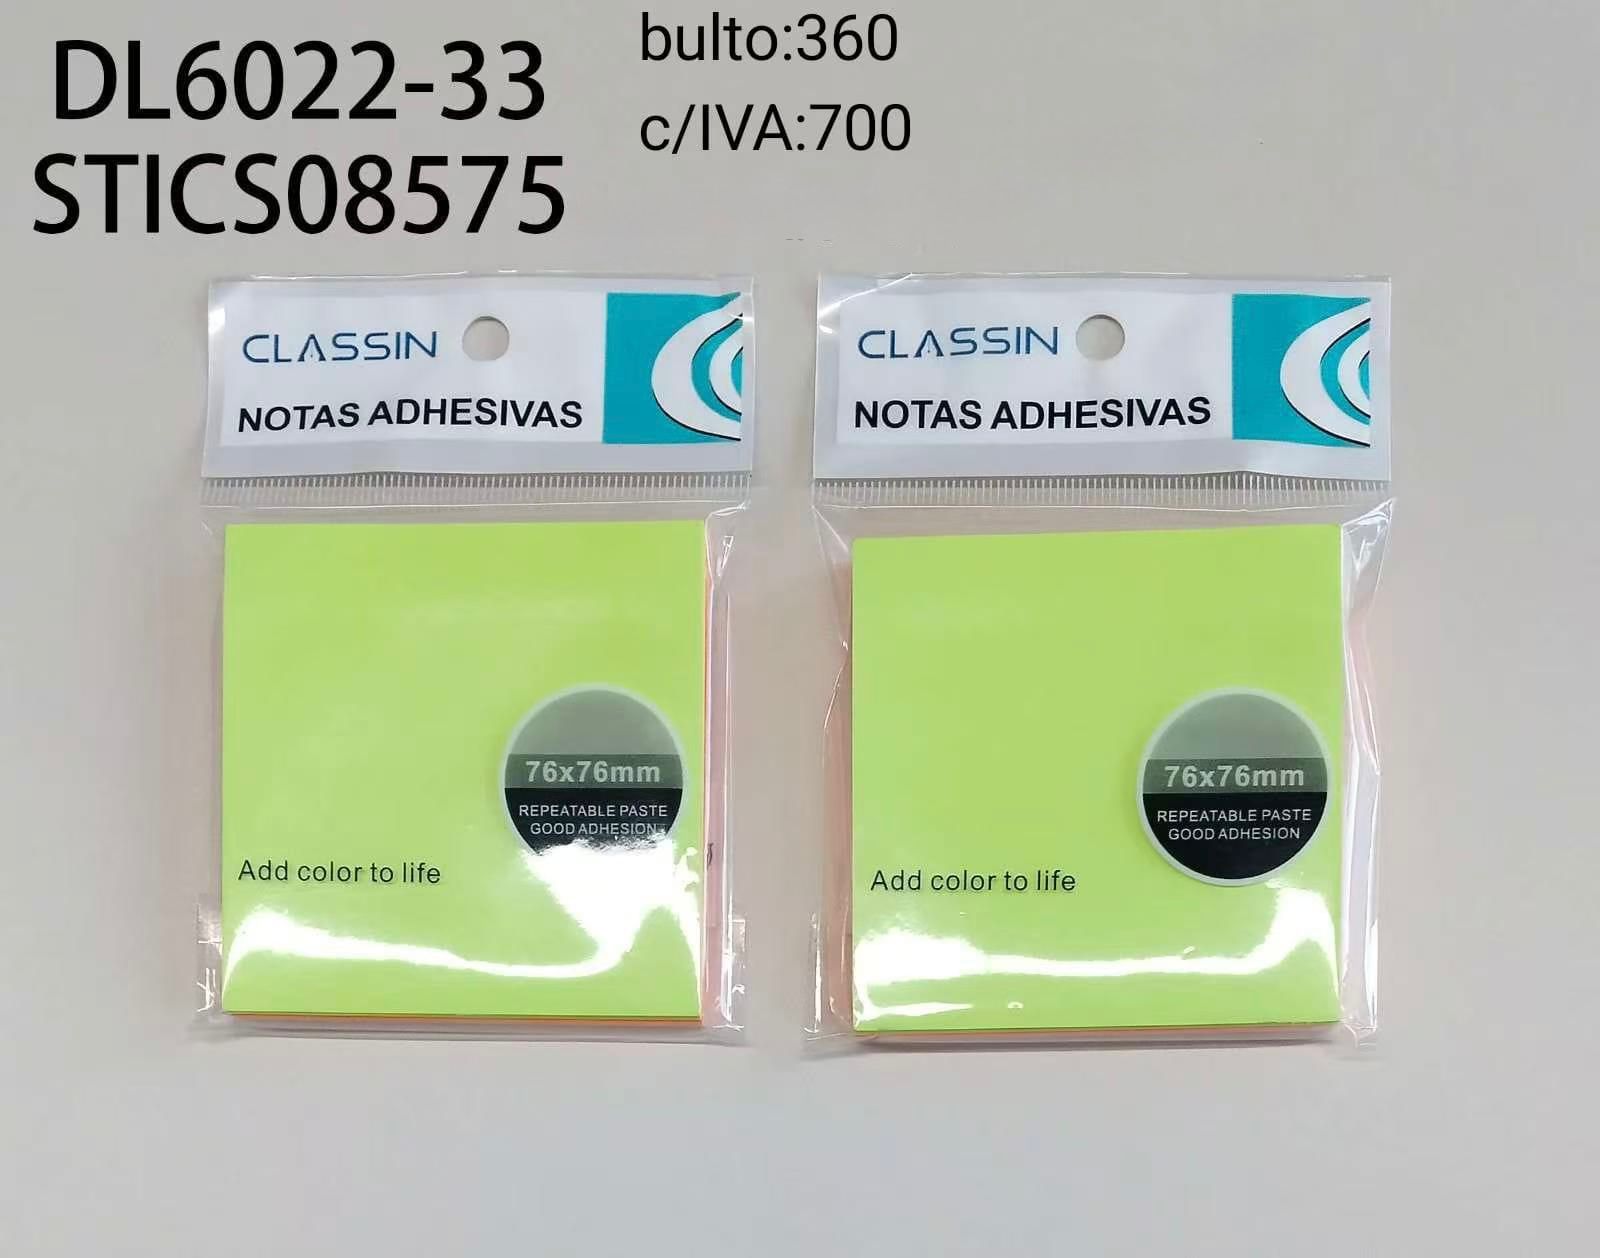 DL6022-33
STICS08575
bulto:360
c/IVA:700
CLASSIN
NOTAS ADHESIVAS
76x76mm
REPEATABLE PASTE
GOOD ADHESION
Add color to life
CLASSIN
NOTAS ADHESIVAS
76x76mm
REPEATABLE PASTE
GOOD ADHESION
Add color to life